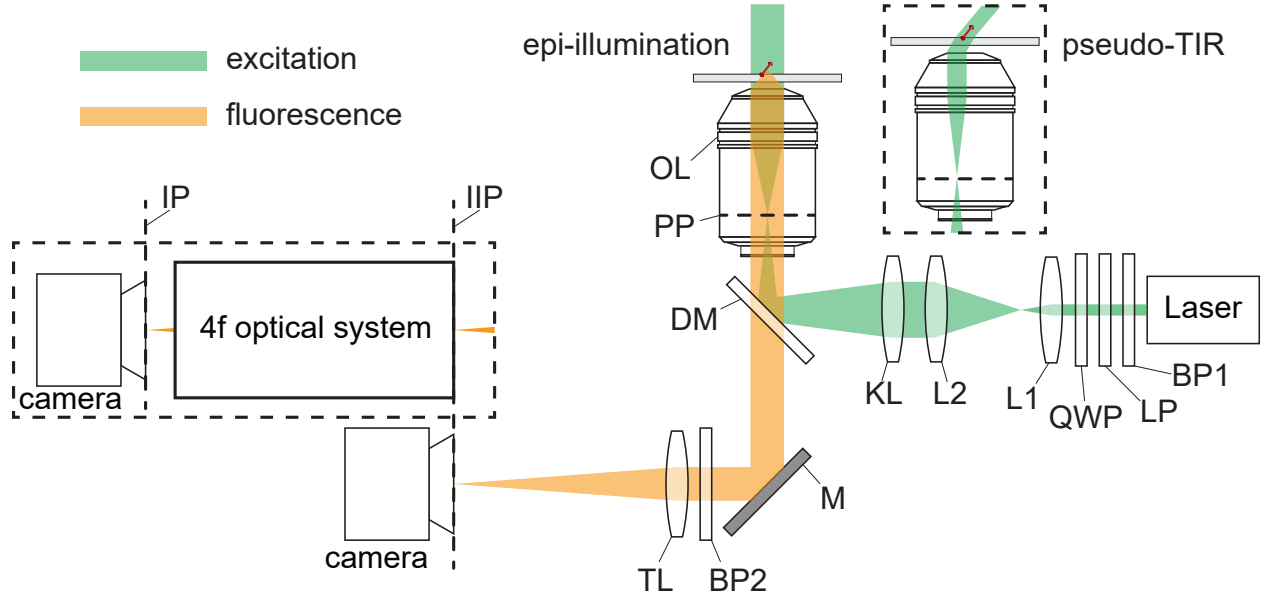 excitation
fluorescence
epi-illumination
pseudo-TIR
OL
PP
IP
IIP
4f optical system
camera
DM
KL
L2
L1
QWP
LP
BP1
Laser
camera
TL
BP2
M